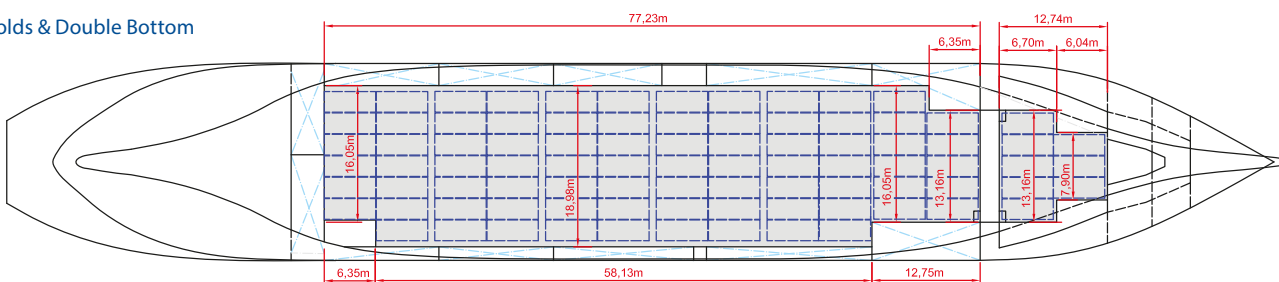 olds & Double Bottom
77,23m
12,74m
6,35m
6,70m
6,04m
16,05m
18,98m
16,05m
13,16m
13,16m
7,90m
6,35m
58,13m
12,75m